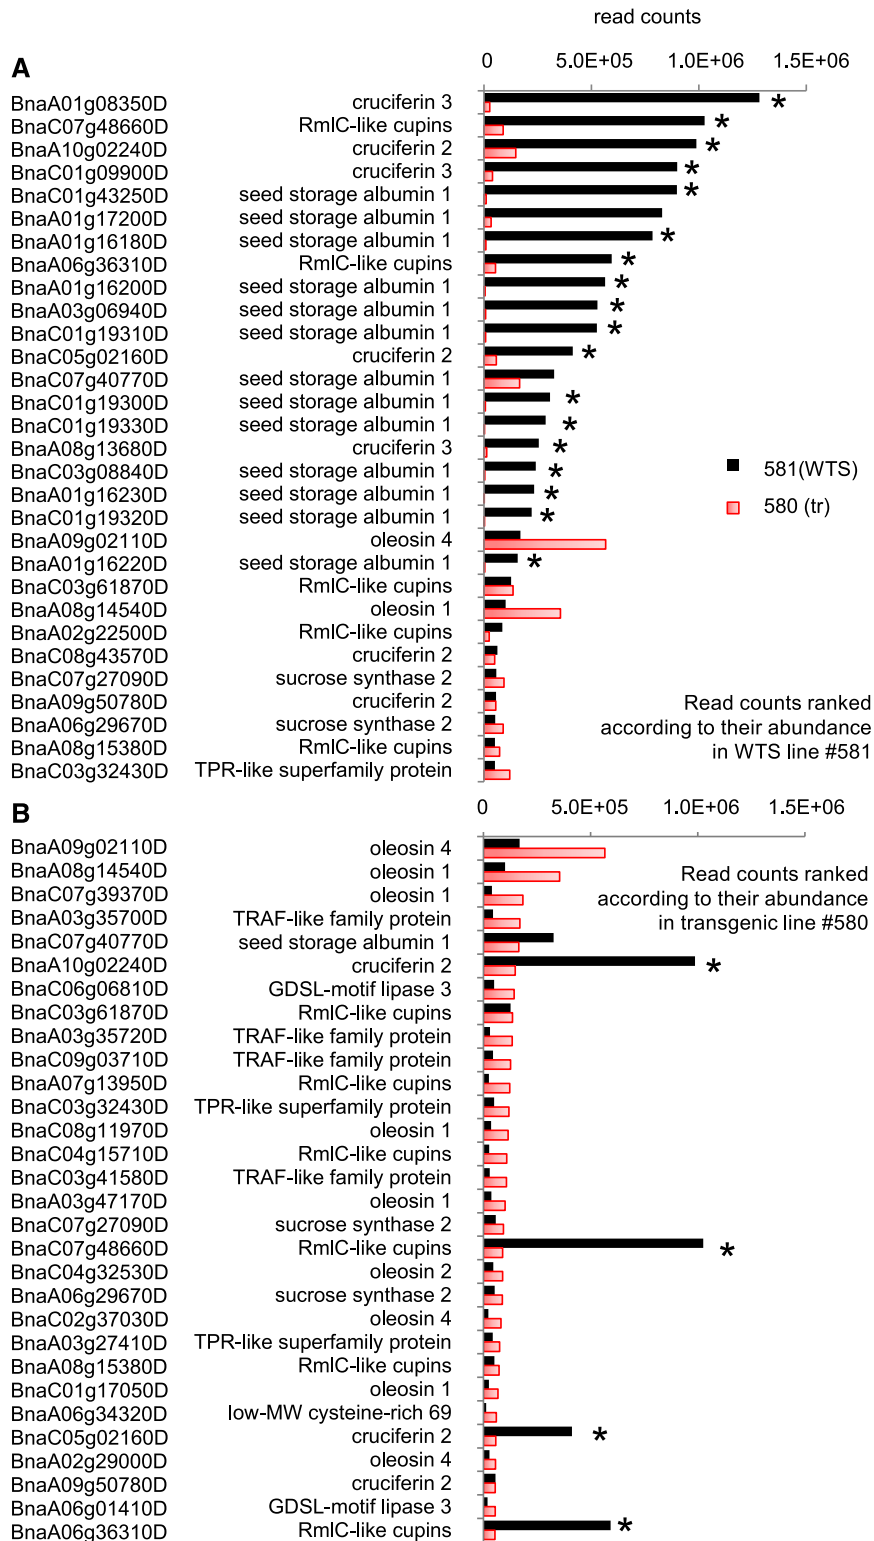 read counts
A
0 5.0E+05 1.0E+06 1.5E+06
BnaA01g08350D cruciferin 3 *
BnaC07g48660D RmlC-like cupins *
BnaA10g02240D cruciferin 2 *
BnaC01g09900D cruciferin 3 *
BnaC01g43250D seed storage albumin 1 *
BnaA01g17200D seed storage albumin 1
BnaA01g16180D seed storage albumin 1 *
BnaA06g36310D RmlC-like cupins *
BnaA01g16200D seed storage albumin 1 *
BnaA03g06940D seed storage albumin 1 *
BnaC01g19310D seed storage albumin 1 *
BnaC05g02160D cruciferin 2 *
BnaC07g40770D seed storage albumin 1
BnaC01g19300D seed storage albumin 1 *
BnaC01g19330D seed storage albumin 1 *
BnaA08g13680D cruciferin 3 *
BnaC03g08840D seed storage albumin 1 *
BnaA01g16230D seed storage albumin 1 *
BnaC01g19320D seed storage albumin 1 *
BnaA09g02110D oleosin 4
BnaA01g16220D seed storage albumin 1 *
BnaC03g61870D RmlC-like cupins
BnaA08g14540D oleosin 1
BnaA02g22500D RmlC-like cupins
BnaC08g43570D cruciferin 2
BnaC07g27090D sucrose synthase 2
BnaA09g50780D cruciferin 2
BnaA06g29670D sucrose synthase 2
BnaA08g15380D RmlC-like cupins
BnaC03g32430D TPR-like superfamily protein
581(WTS)
580 (tr)
Read counts ranked
according to their abundance
in WTS line #581
B
0 5.0E+05 1.0E+06 1.5E+06
BnaA09g02110D oleosin 4
BnaA08g14540D oleosin 1
BnaC07g39370D oleosin 1
BnaA03g35700D TRAF-like family protein
BnaC07g40770D seed storage albumin 1
BnaA10g02240D cruciferin 2 *
BnaC06g06810D GDSL-motif lipase 3
BnaC03g61870D RmlC-like cupins
BnaA03g35720D TRAF-like family protein
BnaC09g03710D TRAF-like family protein
BnaA07g13950D RmlC-like cupins
BnaC03g32430D TPR-like superfamily protein
BnaC08g11970D oleosin 1
BnaC04g15710D RmlC-like cupins
BnaC03g41580D TRAF-like family protein
BnaA03g47170D oleosin 1
BnaC07g27090D sucrose synthase 2
BnaC07g48660D RmlC-like cupins *
BnaC04g32530D oleosin 2
BnaA06g29670D sucrose synthase 2
BnaC02g37030D oleosin 4
BnaA03g27410D TPR-like superfamily protein
BnaA08g15380D RmlC-like cupins
BnaC01g17050D oleosin 1
BnaA06g34320D low-MW cysteine-rich 69
BnaC05g02160D cruciferin 2 *
BnaA02g29000D oleosin 4
BnaA09g50780D cruciferin 2
BnaA06g01410D GDSL-motif lipase 3
BnaA06g36310D RmlC-like cupins *
Read counts ranked
according to their abundance
in transgenic line #580